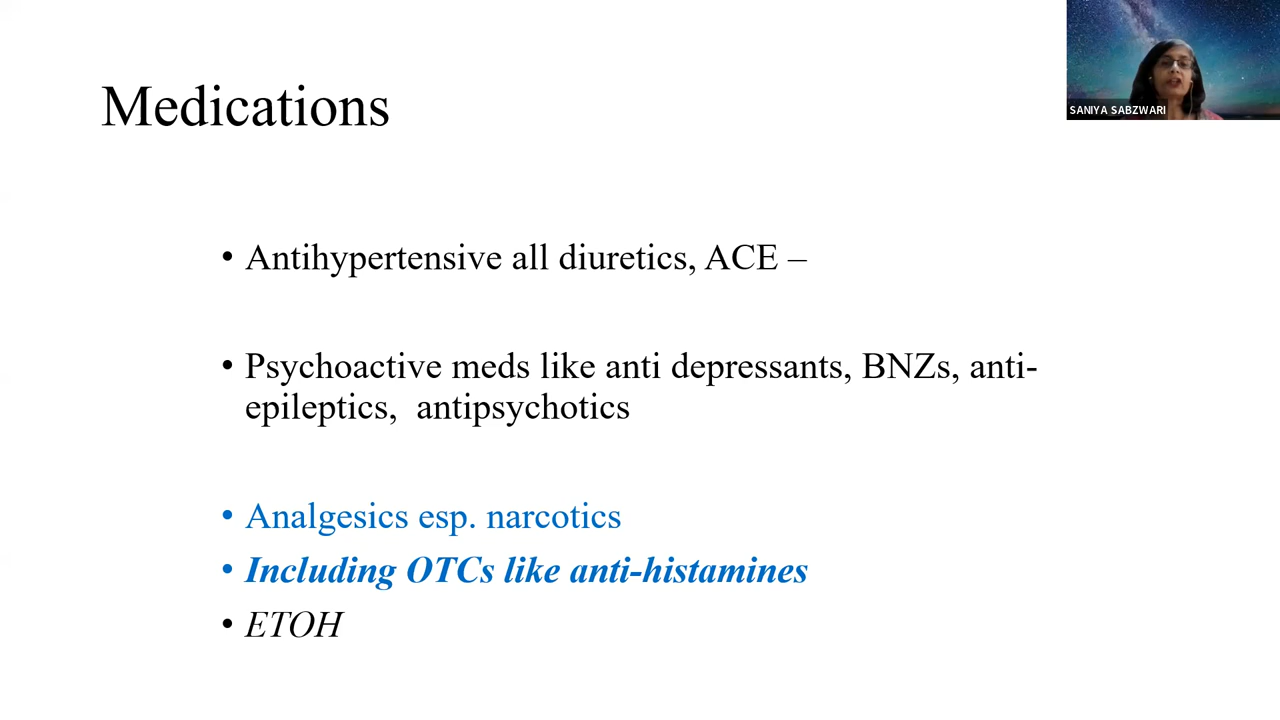 Medications
SANIYA SABZWARI
• Antihypertensive all diuretics, ACE –
• Psychoactive meds like anti depressants, BNZs, anti-
epileptics,  antipsychotics
• Analgesics esp. narcotics
• Including OTCs like anti-histamines
• ETOH